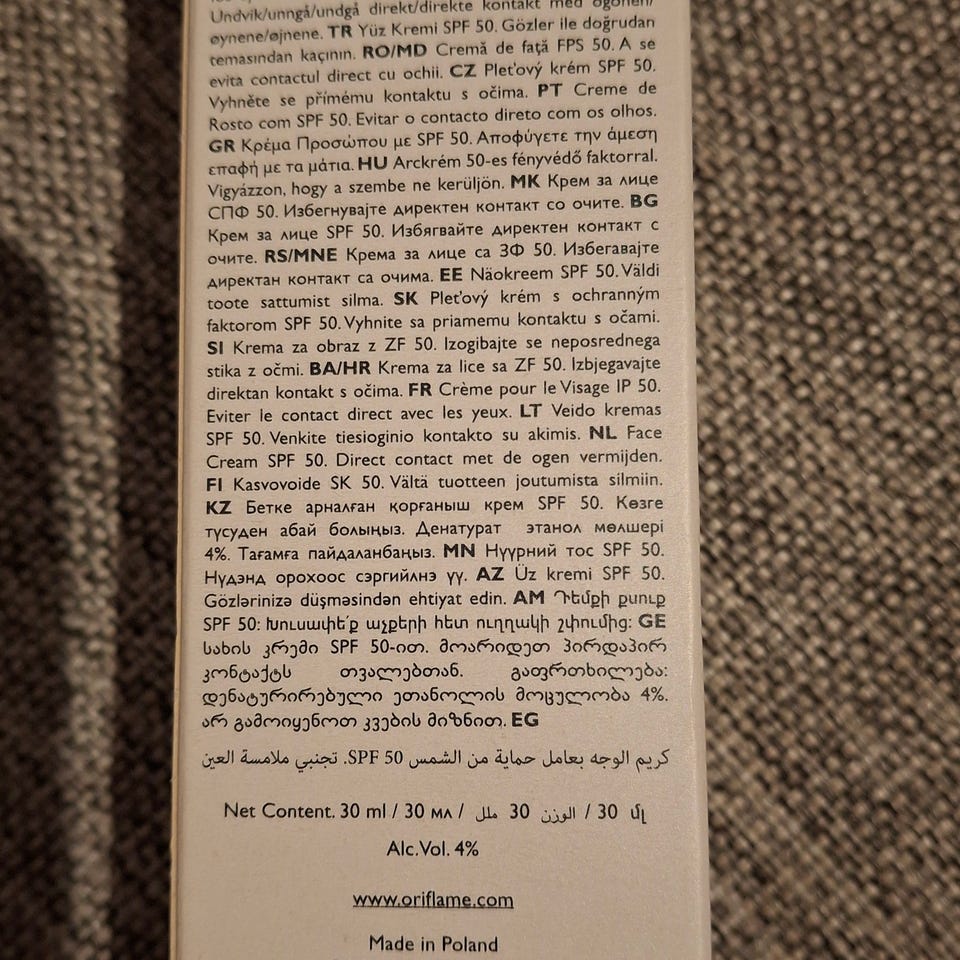 Undvik/unngå/undgå direkt/direkte kontakt med ögonen/
øynene/øjnene. TR Yüz Kremi SPF 50. Gözler ile doğrudan
temasından kaçının. RO/MD Cremă de faţă FPS 50. A se
evita contactul direct cu ochii. CZ Pleťový krém SPF 50.
Vyhněte se přímému kontaktu s očima. PT Creme de
Rosto com SPF 50. Evitar o contacto direto com os olhos.
GR Κρέμα Προσώπου με SPF 50. Αποφύγετε την άμεση
επαφή με τα μάτια. HU Arckrém 50-es fényvédő faktorral.
Vigyázzon, hogy a szembe ne kerüljön. MK Крем за лице
СПФ 50. Избегнувајте директен контакт со очите. BG
Крем за лице SPF 50. Избягвайте директен контакт с
очите. RS/MNE Крема за лице са ЗФ 50. Избегавајте
директан контакт са очима. EE Näokreem SPF 50. Väldi
toote sattumist silma. SK Pleťový krém s ochranným
faktorom SPF 50. Vyhnite sa priamemu kontaktu s očami.
SI Krema za obraz z ZF 50. Izogibajte se neposrednega
stika z očmi. BA/HR Krema za lice sa ZF 50. Izbjegavajte
direktan kontakt s očima. FR Crème pour le Visage IP 50.
Eviter le contact direct avec les yeux. LT Veido kremas
SPF 50. Venkite tiesioginio kontakto su akimis. NL Face
Cream SPF 50. Direct contact met de ogen vermijden.
FI Kasvovoide SK 50. Vältä tuotteen joutumista silmiin.
KZ Бетке арналған қорғаныш крем SPF 50. Көзге
түсуден абай болыңыз. Денатурат этанол мөлшері
4%. Тағамға пайдаланбаңыз. MN Нүүрний тос SPF 50.
Нүдэнд орохоос сэргийлнэ үү. AZ Üz kremi SPF 50.
Gözlərinizə düşməsindən ehtiyat edin. AM Դեմքի քսուք
SPF 50: Խուսափե՛ք աչքերի հետ ուղղակի շփումից: GE
სახის კრემი SPF 50-ით. მოარიდეთ პირდაპირ
კონტაქტს თვალებთან. გაფრთხილება:
დენატურირებული ეთანოლის მოცულობა 4%.
არ გამოიყენოთ კვების მიზნით. EG
كريم الوجه بعامل حماية من الشمس SPF 50. تجنبي ملامسة العين
Net Content. 30 ml / 30 мл / الوزن 30 ملل / 30 մլ
Alc.Vol. 4%
www.oriflame.com
Made in Poland